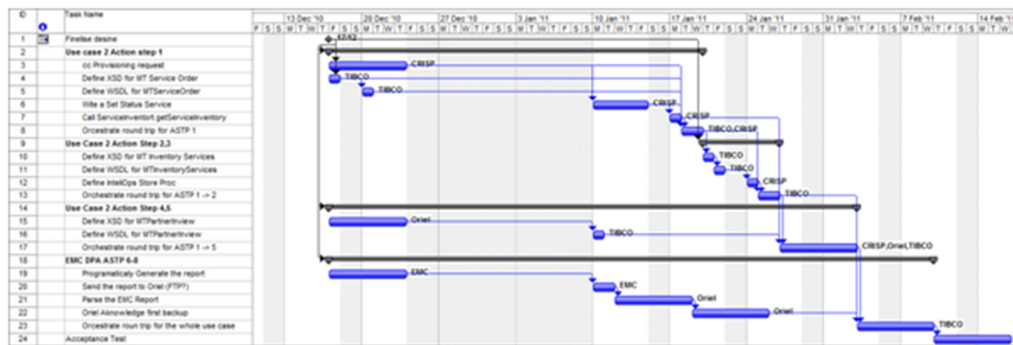 ID Task Name 13 Dec '10 20 Dec '10 27 Dec '10 3 Jan '11 10 Jan '11 17 Jan '11 24 Jan '11 31 Jan '11 7 Feb '11 14 Feb '11
F S S M T W T F S S M T W T F S S M T W T F S S M T W T F S S M T W T F S S M T W T F S S M T W T F S S M T W T F S S M T W T F S S M T W
1 Finelise desine 17/12
2 Use case 2 Action step 1
3 cc Provisioning request CRISP
4 Define XSD for MT Service Order TIBCO
5 Define WSDL for MTServiceOrder TIBCO
6 Wite a Set Status Service CRISP
7 Call ServiceInventort.getServiceInventory CRISP
8 Orcestrate round trip for ASTP 1 TIBCO,CRISP
9 Use Case 2 Action Step 2,3
10 Define XSD for MT Inventory Services TIBCO
11 Define WSDL for MTInventoryServices TIBCO
12 Define InteliOps Store Proc CRISP
13 Orchestrate round trip for ASTP 1 -> 2 TIBCO
14 Use Case 2 Action Step 4,5
15 Define XSD for MTPartnerInview Oriel
16 Define WSDL for MTPartnerInview TIBCO
17 Orchestrate round trip for ASTP 1 -> 5 CRISP,Oriel,TIBCO
18 EMC DPA ASTP 6-8
19 Programaticaly Generate the report EMC
20 Send the report to Oriel (FTP?) EMC
21 Parse the EMC Report Oriel
22 Oriel Aknowledge first backup Oriel
23 Orcestrate roun trip for the whole use case TIBCO
24 Acceptance Test